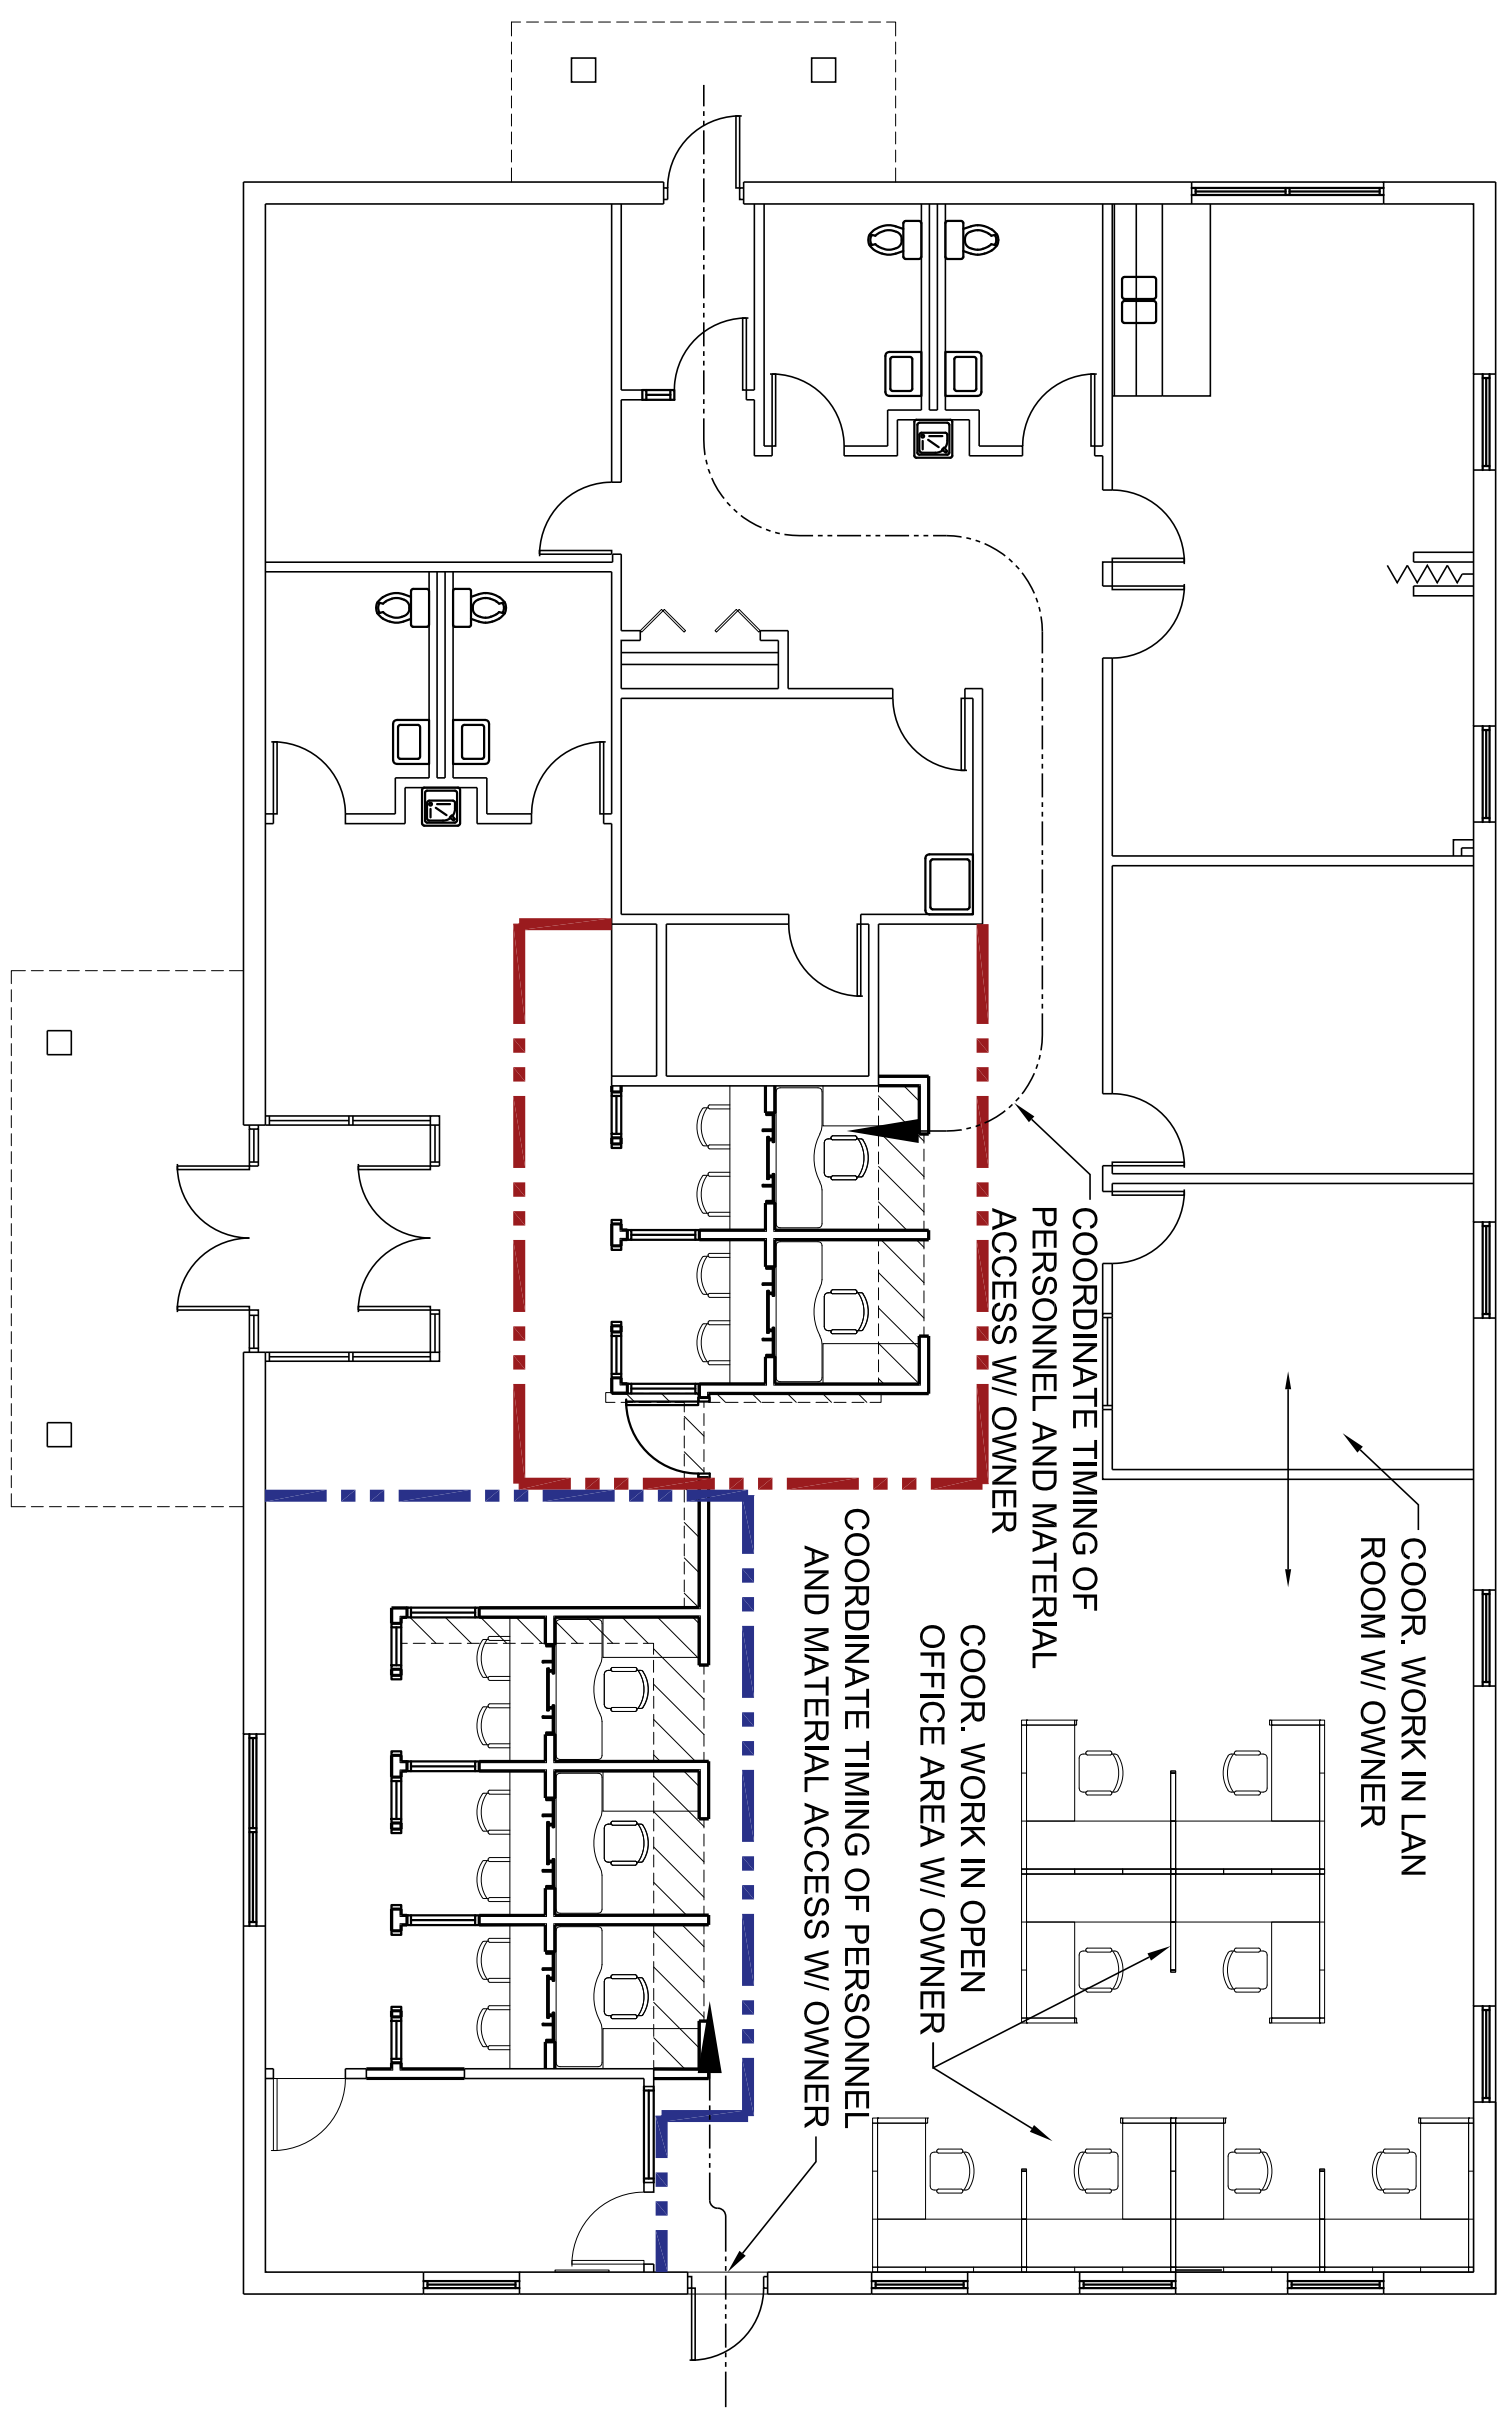 COOR. WORK IN LAN
ROOM W/ OWNER
COORDINATE TIMING OF
PERSONNEL AND MATERIAL
ACCESS W/ OWNER
COOR. WORK IN OPEN
OFFICE AREA W/ OWNER
COORDINATE TIMING OF PERSONNEL
AND MATERIAL ACCESS W/ OWNER